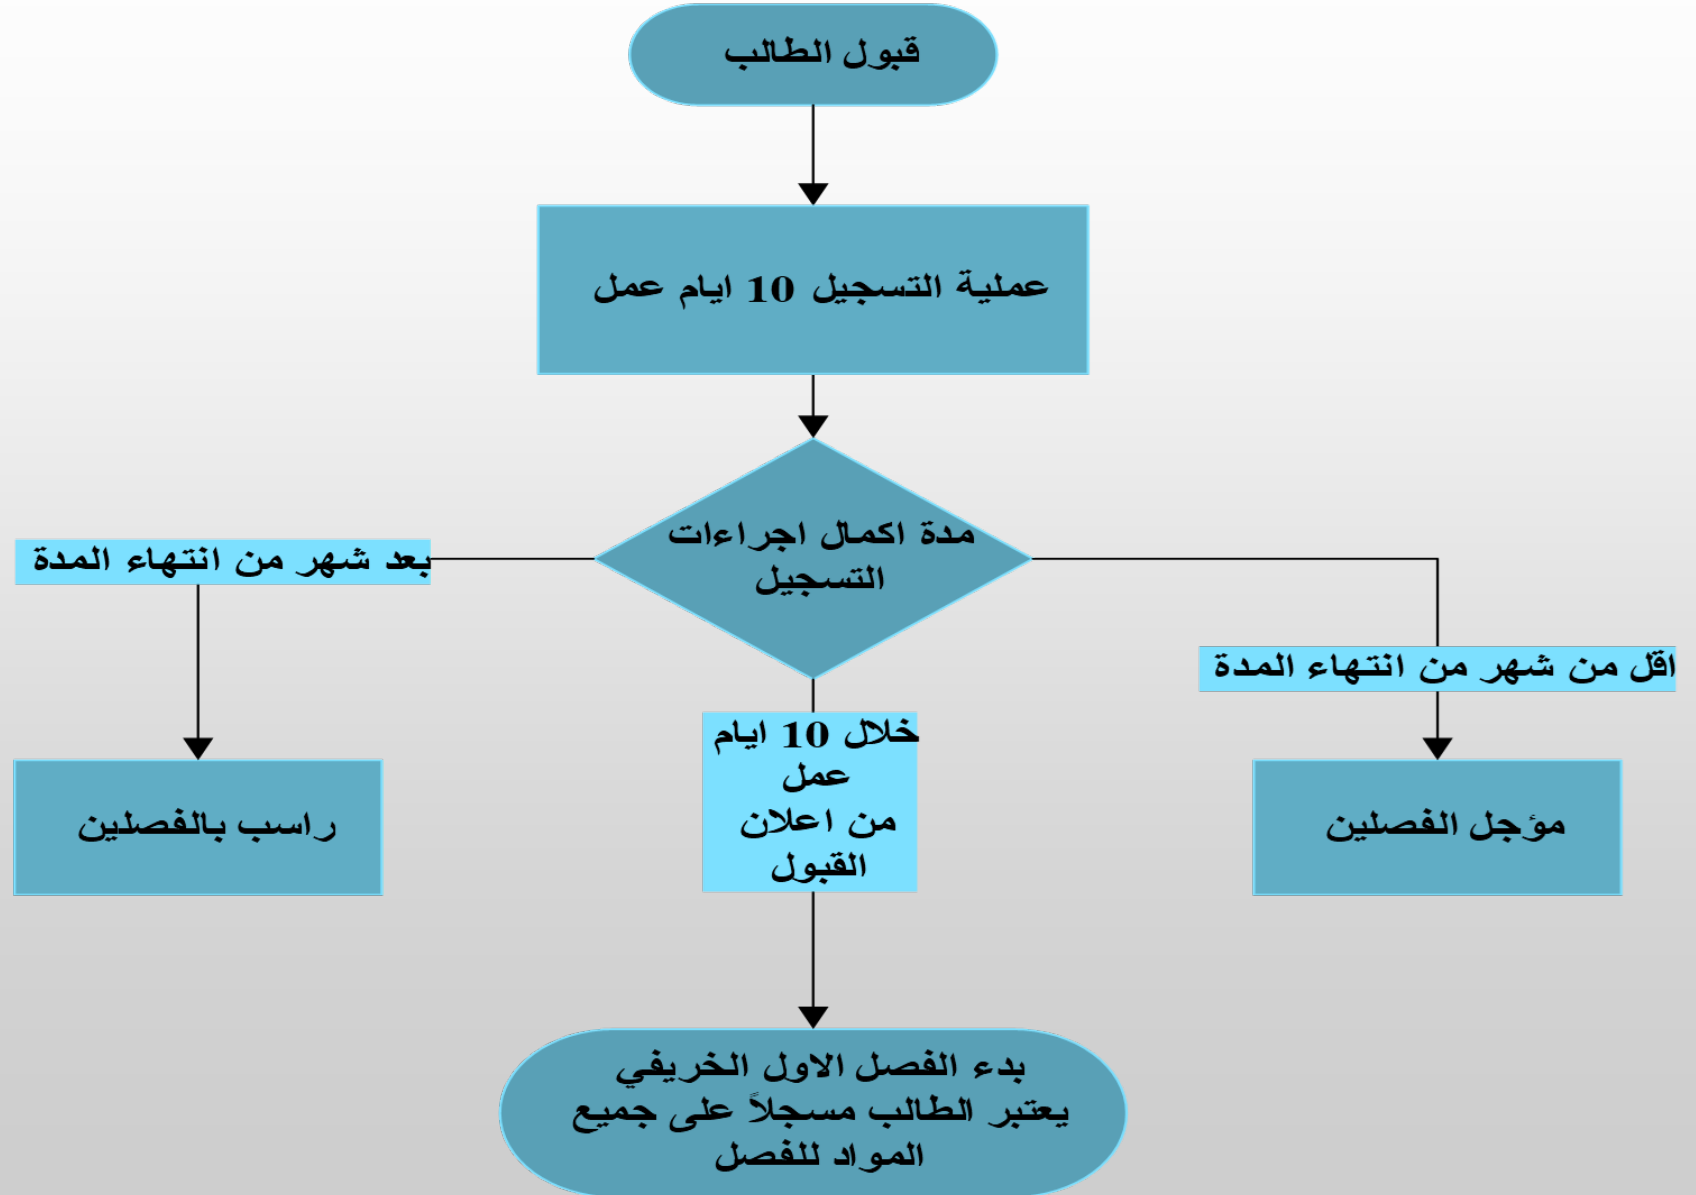 قبول الطالب
عملية التسجيل 10 ايام عمل
مدة اكمال اجراءات
التسجيل
بعد شهر من انتهاء المدة
اقل من شهر من انتهاء المدة
خلال 10 ايام
عمل
من اعلان
القبول
راسب بالفصلين
مؤجل الفصلين
بدء الفصل الاول الخريفي
يعتبر الطالب مسجلاً على جميع
المواد للفصل